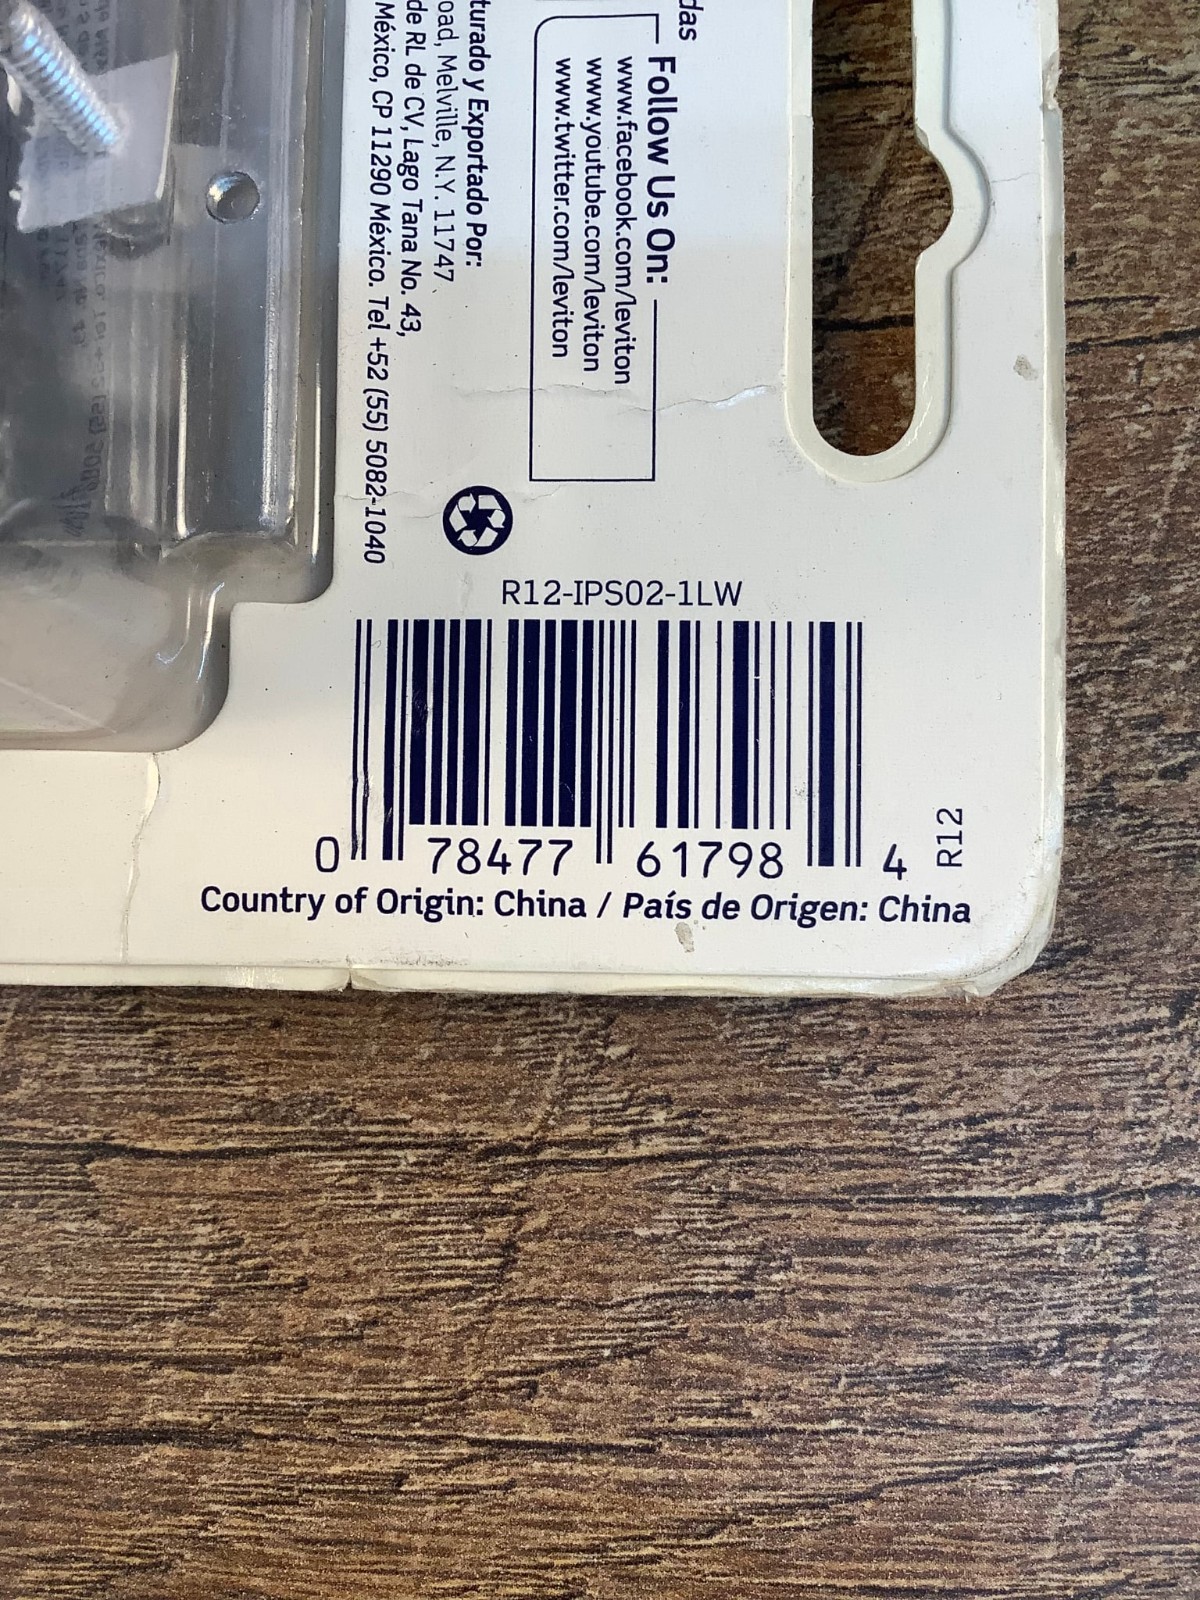 das
Follow Us On:
www.facebook.com/leviton
www.youtube.com/leviton
www.twitter.com/leviton
turado y Exportado Por:
oad, Melville, N.Y. 11747
de RL de CV, Lago Tana No. 43,
México, CP 11290 México. Tel +52 (55) 5082-1040
R12-IPS02-1LW
0 78477 61798 4
R12
Country of Origin: China / País de Origen: China